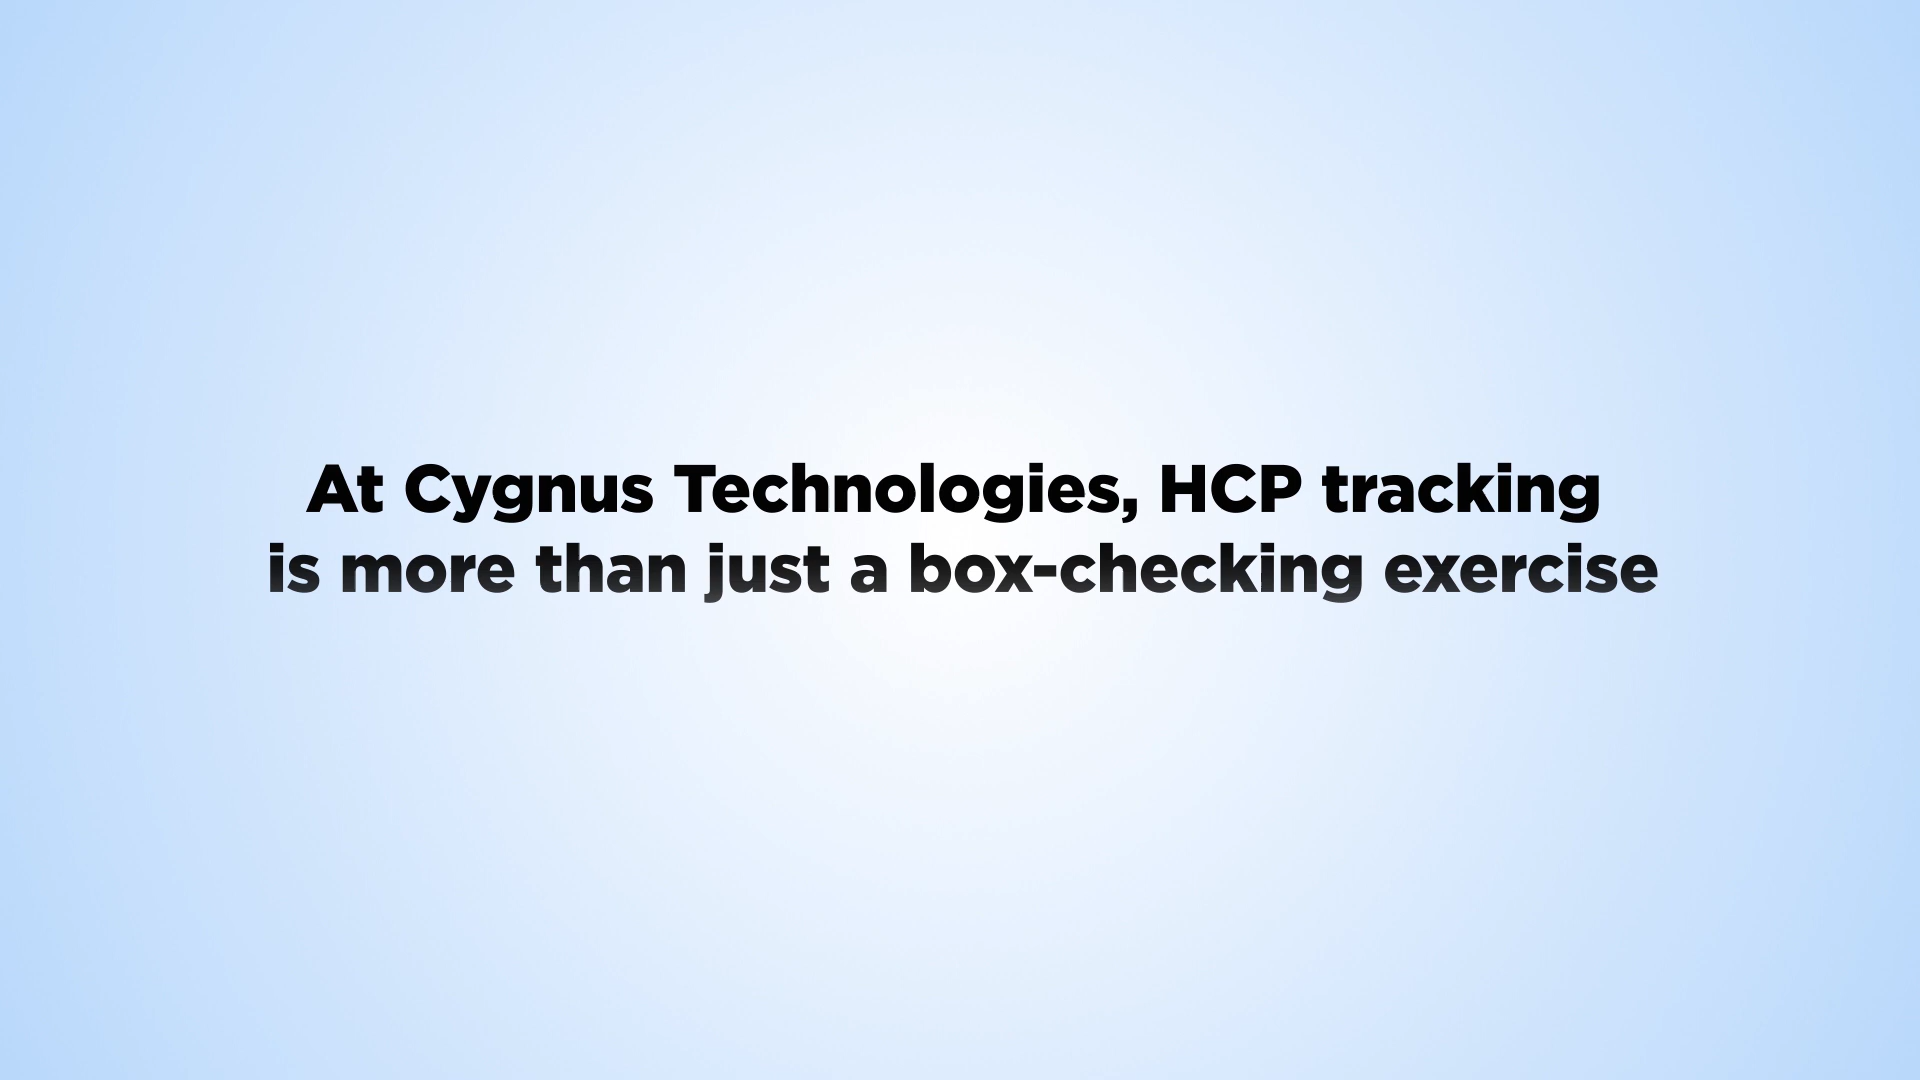 At Cygnus Technologies, HCP tracking
is more than just a box-checking exercise